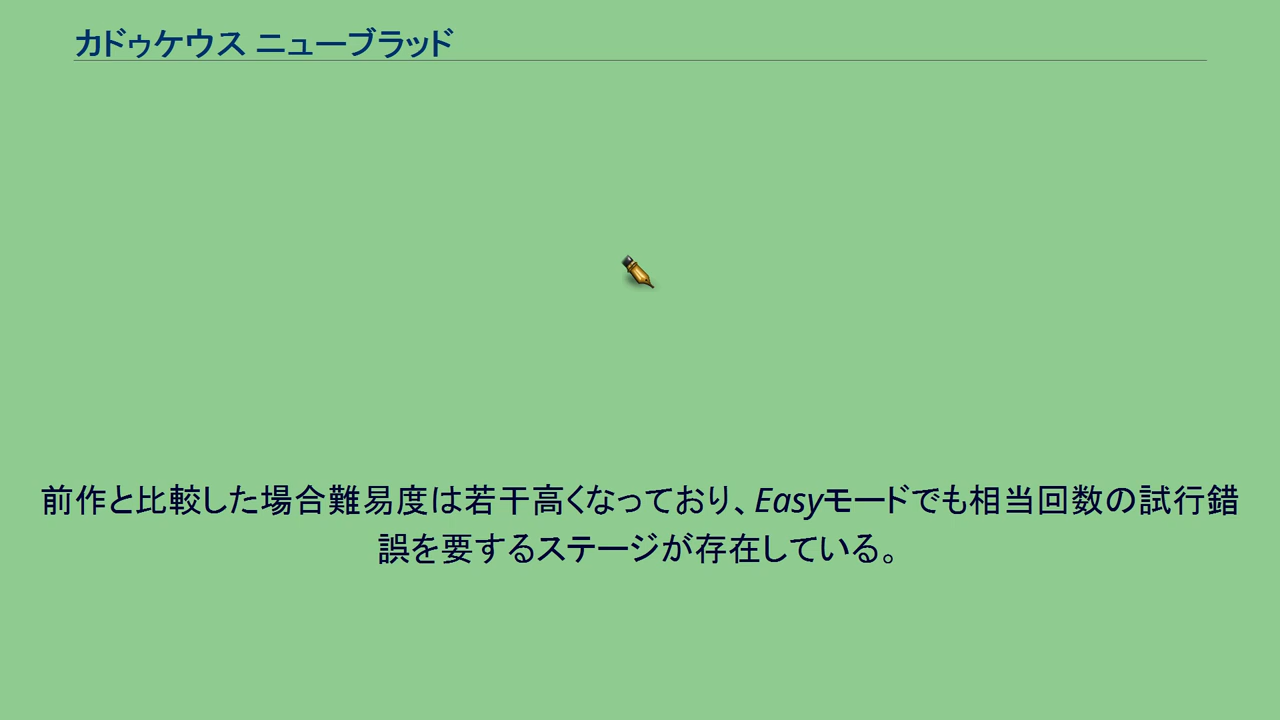 カドゥケウス ニューブラッド
前作と比較した場合難易度は若干高くなっており、Easyモードでも相当回数の試行錯
誤を要するステージが存在している。